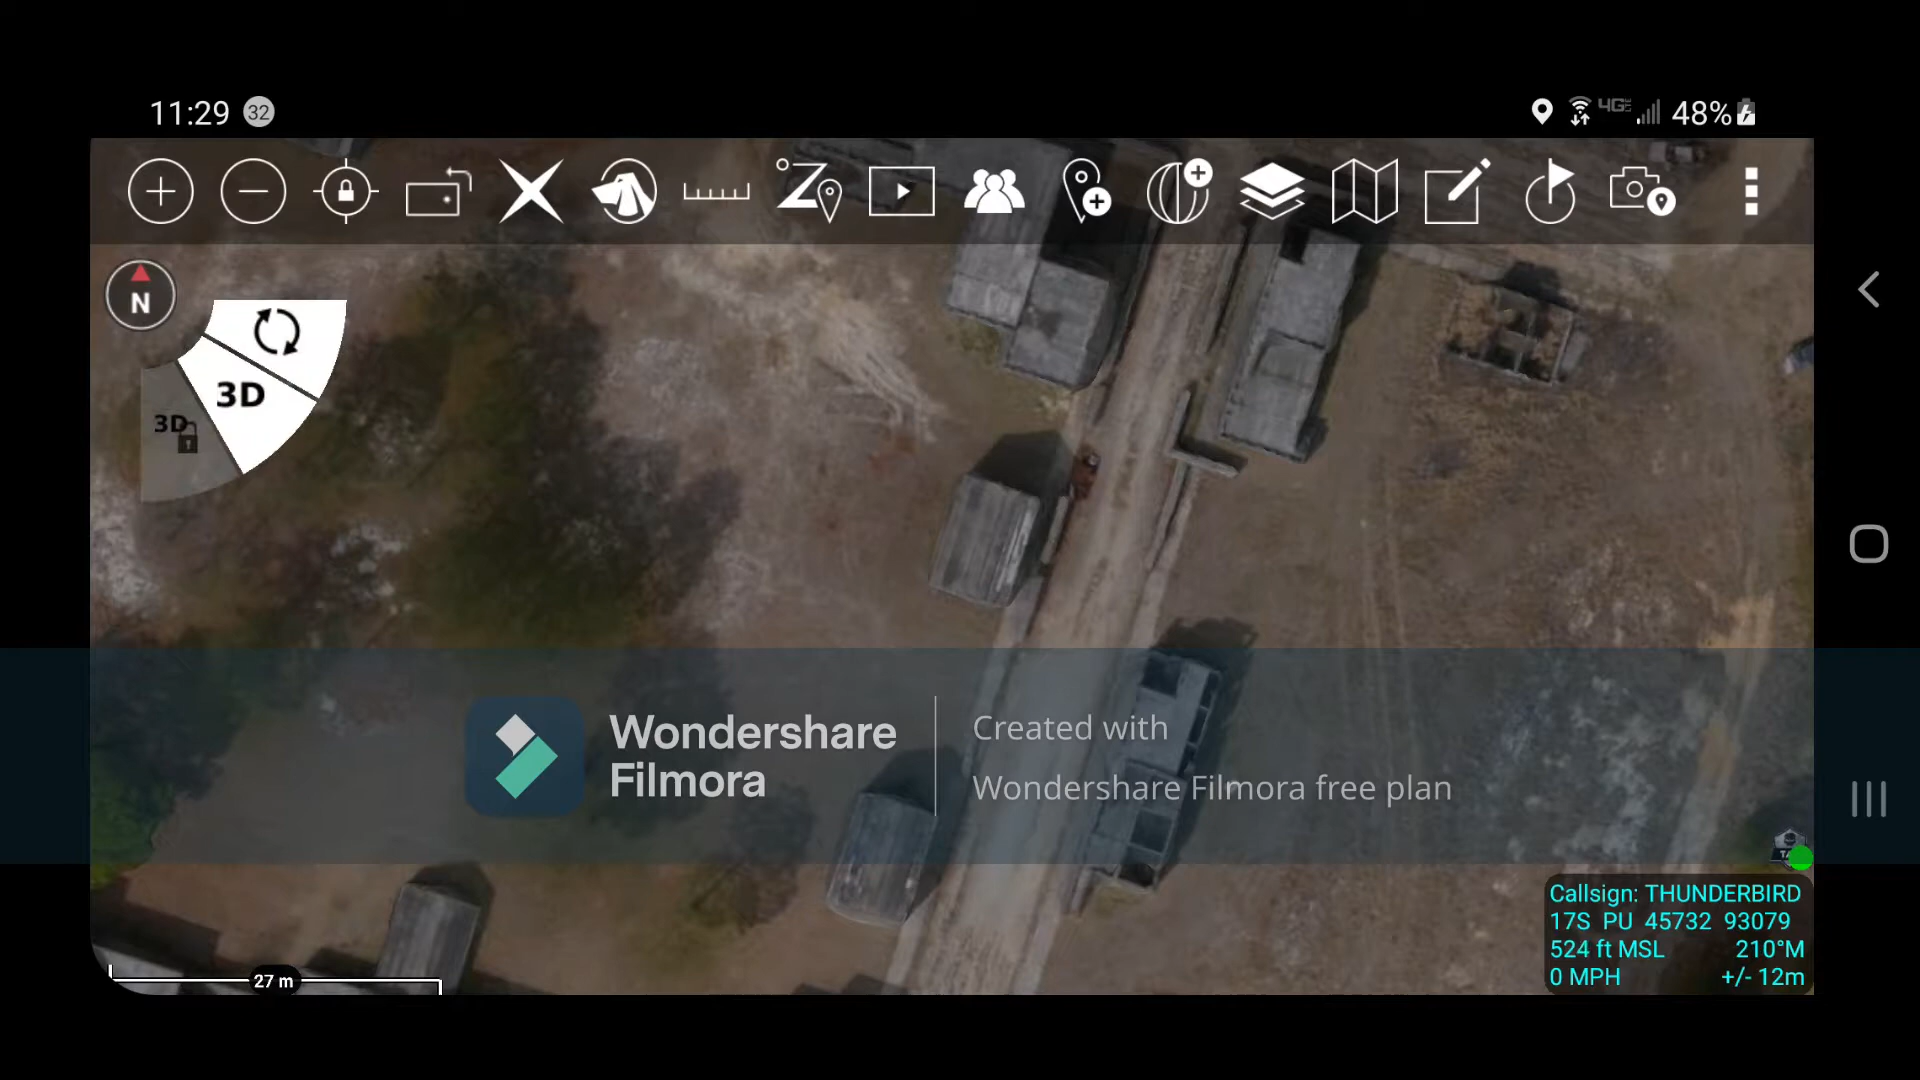 11:29 32
4G 48%
N
3D
3D
27 m
Wondershare
Filmora
Created with
Wondershare Filmora free plan
Callsign: THUNDERBIRD
17S PU 45732 93079
524 ft MSL 210°M
0 MPH +/- 12m